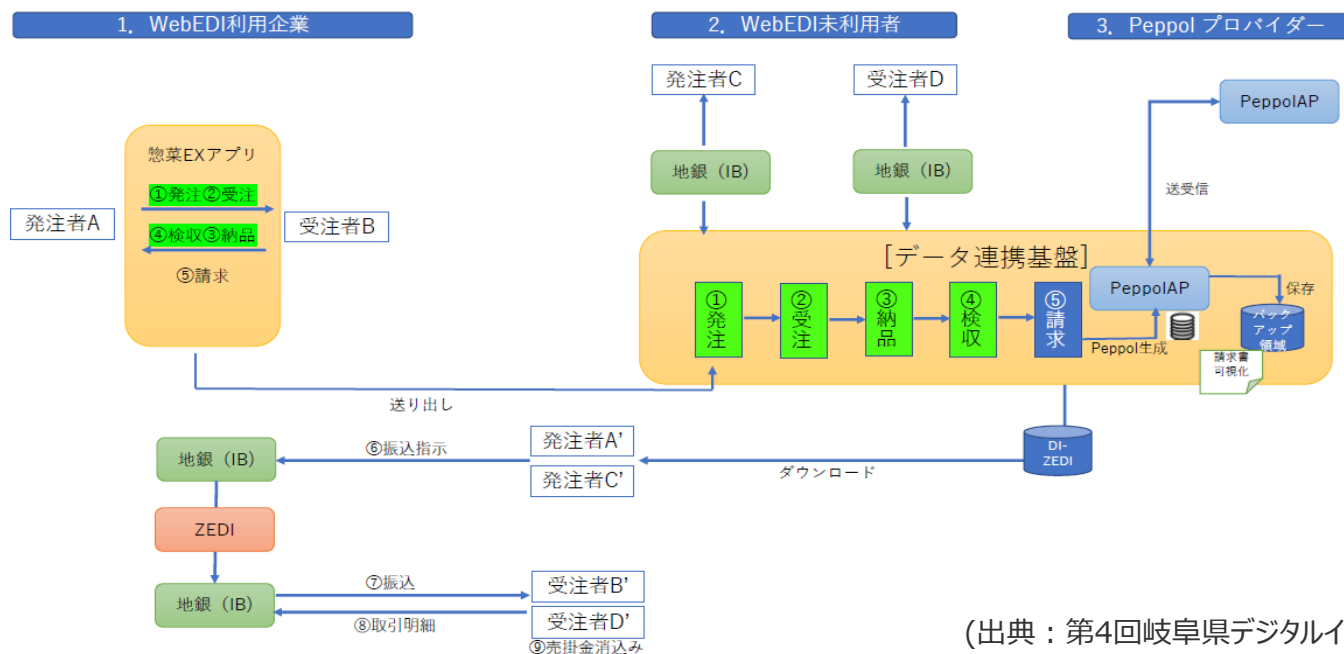 1．WebEDI利用企業
2．WebEDI未利用者
3．Peppol プロバイダー
発注者C
受注者D
PeppolAP
惣菜EXアプリ
①発注②受注
発注者A
④検収③納品
受注者B
⑤請求
地銀（IB）
地銀（IB）
送受信
[データ連携基盤]
①発注
②受注
③納品
④検収
⑤請求
PeppolAP
Peppol生成
保存
バック
アップ
領域
請求書
可視化
送り出し
DI-
ZEDI
ダウンロード
発注者A'
発注者C'
⑥振込指示
地銀（IB）
ZEDI
地銀（IB）
⑦振込
受注者B'
⑧取引明細
受注者D'
⑨売掛金消込み
(出典：第4回岐阜県デジタルイ